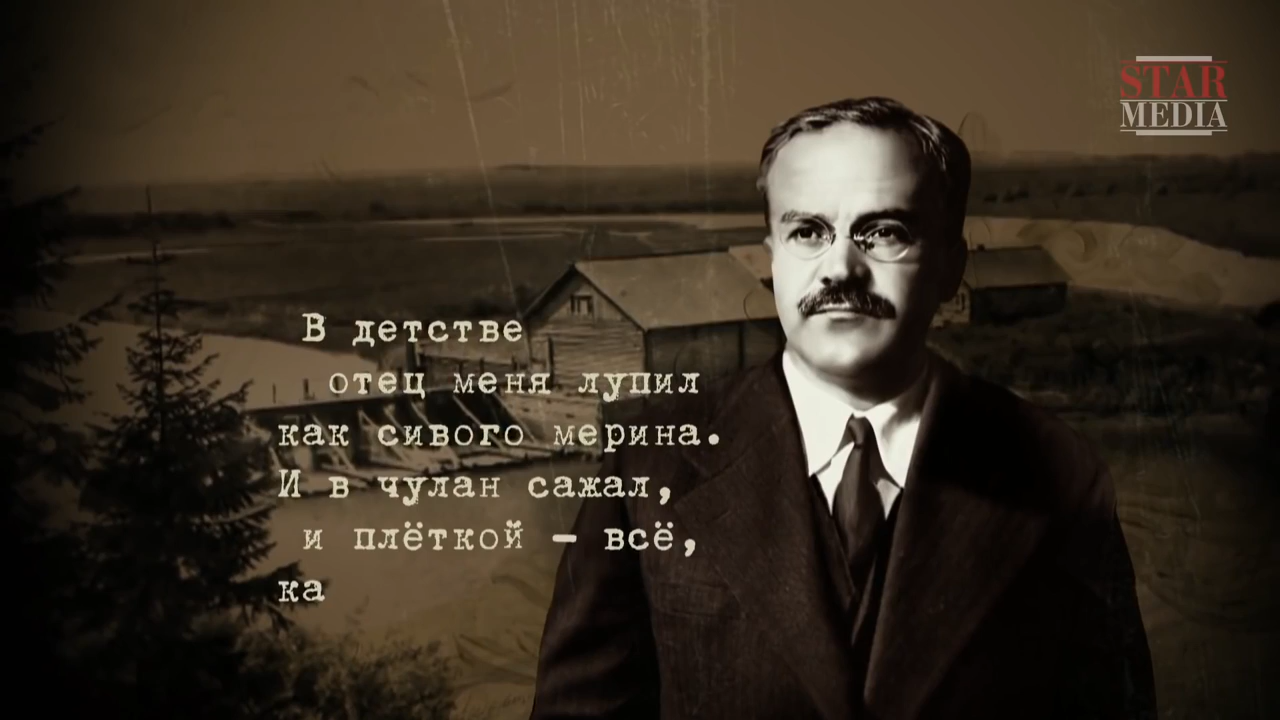 STAR
MEDIA
В детстве
отец меня лупил
как сивого мерина.
И в чулан сажал,
и плёткой – всё,
ка